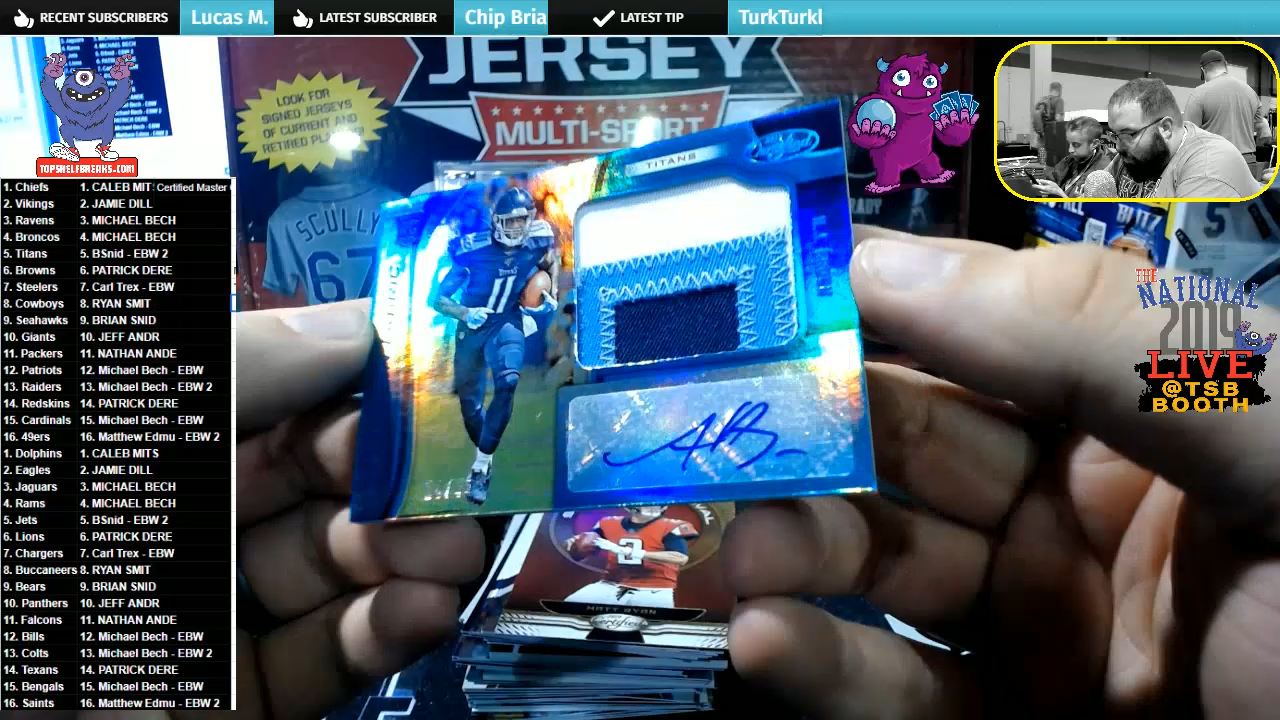 RECENT SUBSCRIBERS
Lucas M.
LATEST SUBSCRIBER
Chip Bria
LATEST TIP
TurkTurkl
TOPSHELFBREAKS.COM
1. Chiefs 1. CALEB MIT: Certified Master
2. Vikings 2. JAMIE DILL
3. Ravens 3. MICHAEL BECH
4. Broncos 4. MICHAEL BECH
5. Titans 5. BSnid - EBW 2
6. Browns 6. PATRICK DERE
7. Steelers 7. Carl Trex - EBW
8. Cowboys 8. RYAN SMIT
9. Seahawks 9. BRIAN SNID
10. Giants 10. JEFF ANDR
11. Packers 11. NATHAN ANDE
12. Patriots 12. Michael Bech - EBW
13. Raiders 13. Michael Bech - EBW 2
14. Redskins 14. PATRICK DERE
15. Cardinals 15. Michael Bech - EBW
16. 49ers 16. Matthew Edmu - EBW 2
1. Dolphins 1. CALEB MITS
2. Eagles 2. JAMIE DILL
3. Jaguars 3. MICHAEL BECH
4. Rams 4. MICHAEL BECH
5. Jets 5. BSnid - EBW 2
6. Lions 6. PATRICK DERE
7. Chargers 7. Carl Trex - EBW
8. Buccaneers 8. RYAN SMIT
9. Bears 9. BRIAN SNID
10. Panthers 10. JEFF ANDR
11. Falcons 11. NATHAN ANDE
12. Bills 12. Michael Bech - EBW
13. Colts 13. Michael Bech - EBW 2
14. Texans 14. PATRICK DERE
15. Bengals 15. Michael Bech - EBW
16. Saints 16. Matthew Edmu - EBW 2
JERSEY
MULTI-SPORT
LOOK FOR
SIGNED JERSEYS
OF CURRENT AND
RETIRED PLAYERS
SCULLY
67
TITANS
11
2
MATT RYAN
Certified
5
THE
NATIONAL
2019
LIVE
@TSB
BOOTH